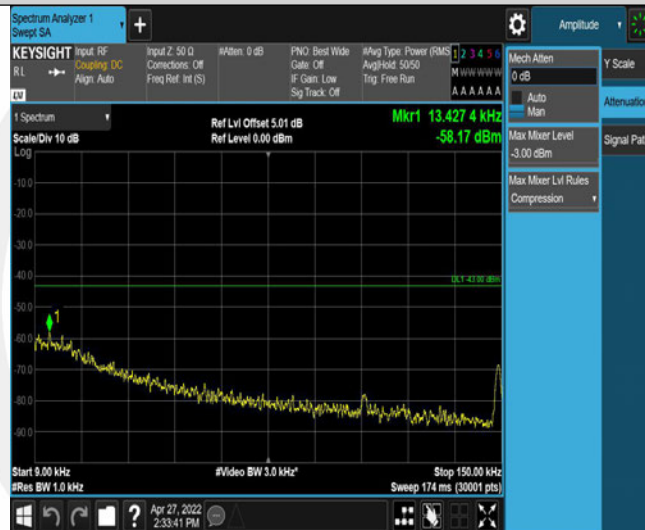 Spectrum Analyzer 1
Swept SA
Amplitude
KEYSIGHT
RL
Input: RF
Coupling: DC
Align: Auto
Input Z: 50 Ω
Corrections: Off
Freq Ref: Int (S)
#Atten: 0 dB
PNO: Best Wide
Gate: Off
IF Gain: Low
Sig Track: Off
#Avg Type: Power (RMS
Avg|Hold: 50/50
Trig: Free Run
1 2 3 4 5 6
M W W W W W
A A A A A A
1 Spectrum
Scale/Div 10 dB
Log
Ref Lvl Offset 5.01 dB
Ref Level 0.00 dBm
Mkr1 13.427 4 kHz
-58.17 dBm
-10.0
-20.0
-30.0
-40.0
DL1 -43.00 dBm
-50.0
1
-60.0
-70.0
-80.0
-90.0
Start 9.00 kHz
#Res BW 1.0 kHz
#Video BW 3.0 kHz*
Stop 150.00 kHz
Sweep 174 ms (30001 pts)
Apr 27, 2022
2:33:41 PM
?
Mech Atten
0 dB
Auto
Man
Max Mixer Level
-3.00 dBm
Max Mixer Lvl Rules
Compression
Y Scale
Attenuation
Signal Pat